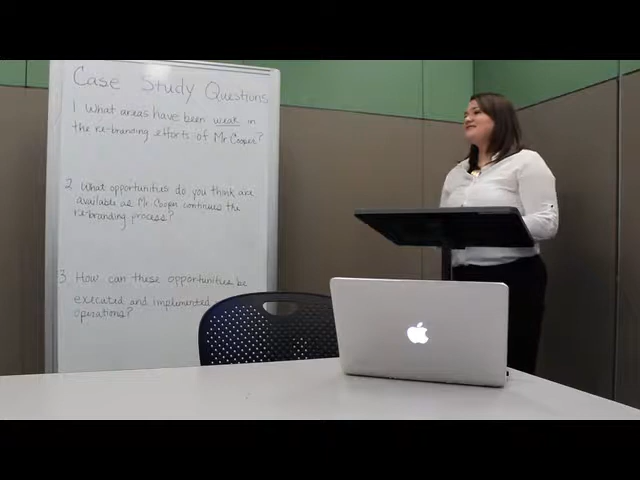 Case Study Questions
1 What areas have been weak in
the re-branding efforts of Mr Cooper?
2 What opportunities do you think are
available as Mr. Cooper continues the
re-branding process?
3 How can these opportunities be
executed and implemented
operations?